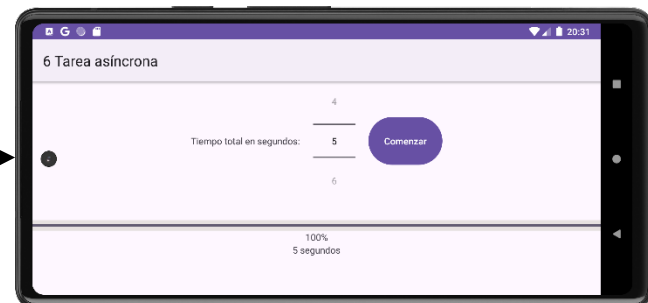 20:31
6 Tarea asíncrona
4
Tiempo total en segundos: 5 Comenzar
6
100%
5 segundos